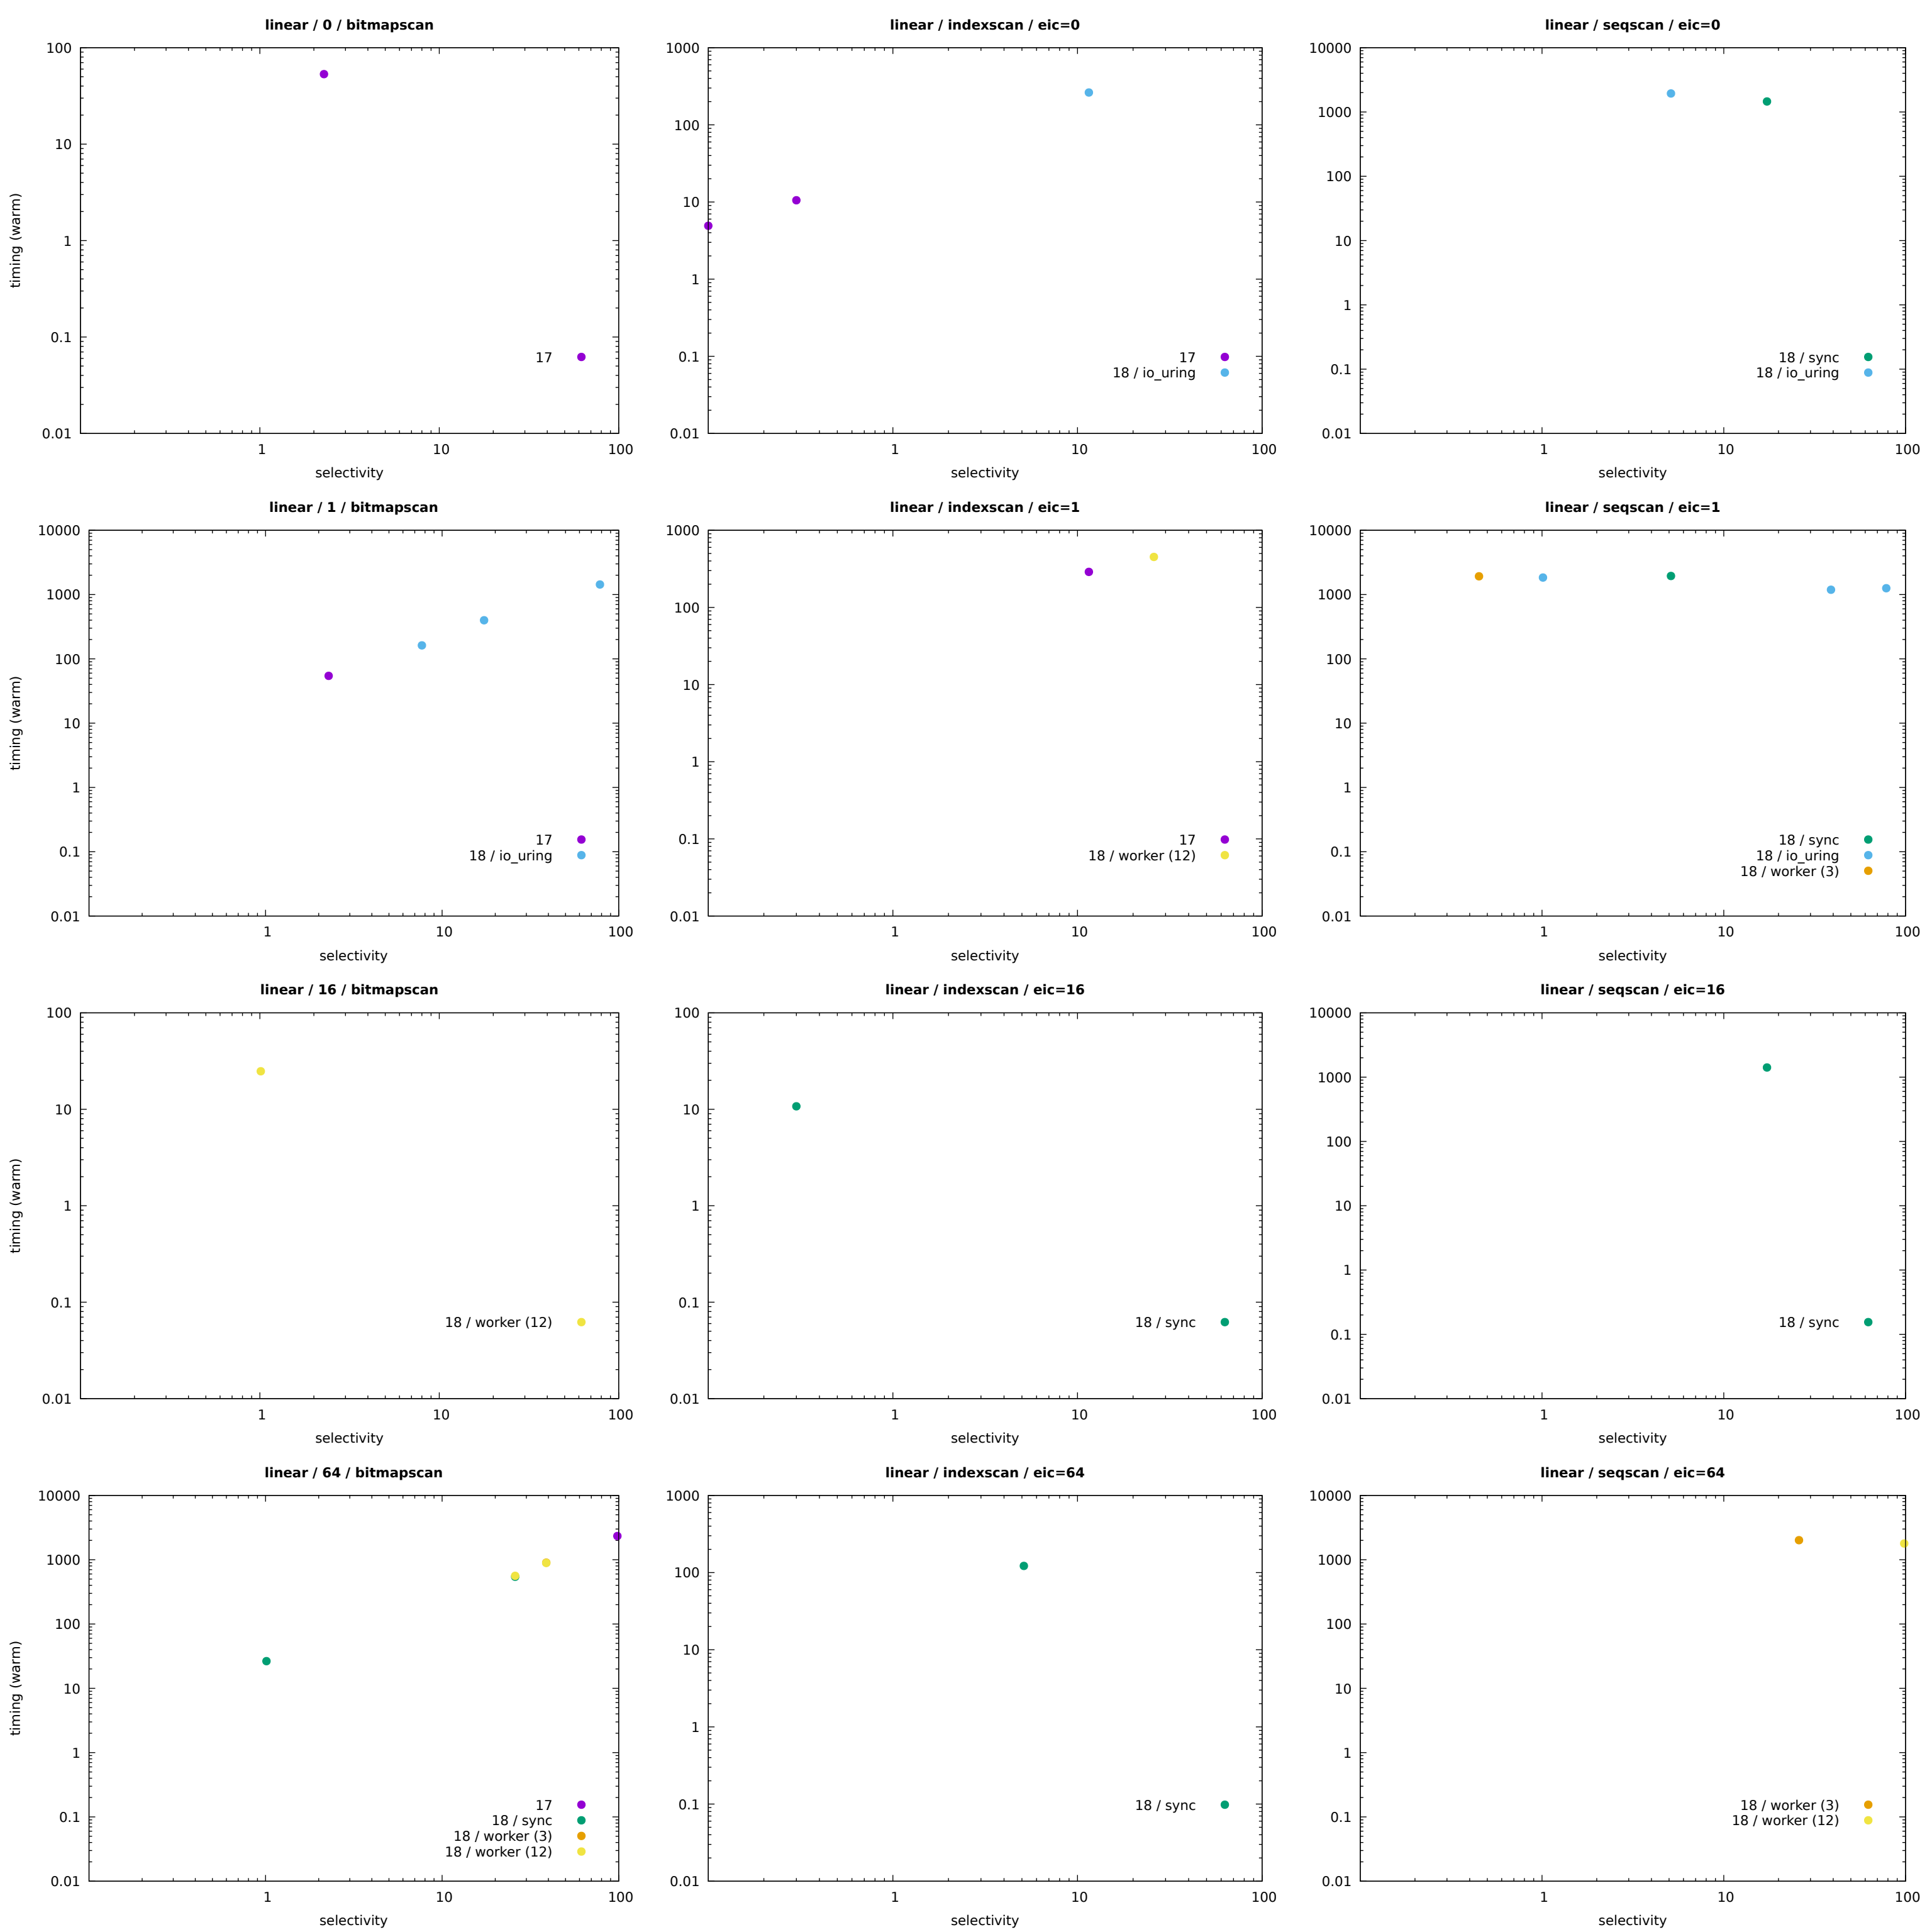 linear / 0 / bitmapscan
100
10
1
0.1
0.01
timing (warm)
17
1 10 100
selectivity
linear / indexscan / eic=0
1000
100
10
1
0.1
0.01
17
18 / io_uring
1 10 100
selectivity
linear / seqscan / eic=0
10000
1000
100
10
1
0.1
0.01
18 / sync
18 / io_uring
1 10 100
selectivity
linear / 1 / bitmapscan
10000
1000
100
10
1
0.1
0.01
timing (warm)
17
18 / io_uring
1 10 100
selectivity
linear / indexscan / eic=1
1000
100
10
1
0.1
0.01
17
18 / worker (12)
1 10 100
selectivity
linear / seqscan / eic=1
10000
1000
100
10
1
0.1
0.01
18 / sync
18 / io_uring
18 / worker (3)
1 10 100
selectivity
linear / 16 / bitmapscan
100
10
1
0.1
0.01
timing (warm)
18 / worker (12)
1 10 100
selectivity
linear / indexscan / eic=16
100
10
1
0.1
0.01
18 / sync
1 10 100
selectivity
linear / seqscan / eic=16
10000
1000
100
10
1
0.1
0.01
18 / sync
1 10 100
selectivity
linear / 64 / bitmapscan
10000
1000
100
10
1
0.1
0.01
timing (warm)
17
18 / sync
18 / worker (3)
18 / worker (12)
1 10 100
selectivity
linear / indexscan / eic=64
1000
100
10
1
0.1
0.01
18 / sync
1 10 100
selectivity
linear / seqscan / eic=64
10000
1000
100
10
1
0.1
0.01
18 / worker (3)
18 / worker (12)
1 10 100
selectivity